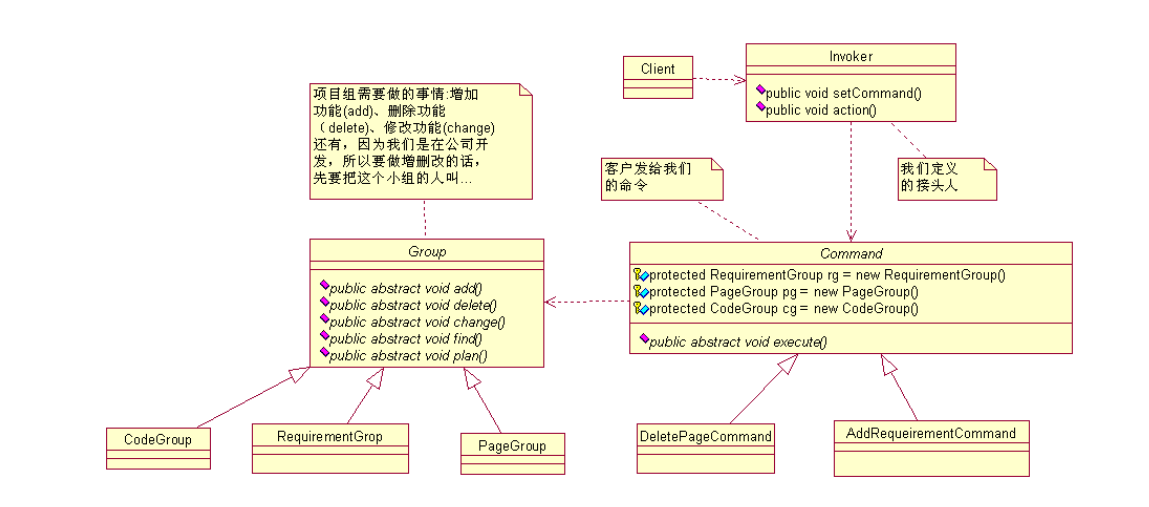 Client
Invoker
public void setCommand()
public void action()
项目组需要做的事情:增加
功能(add)、删除功能
（delete)、修改功能(change)
还有，因为我们是在公司开
发，所以要做增删改的话，
先要把这个小组的人叫...
客户发给我们
的命令
我们定义
的接头人
Group
public abstract void add()
public abstract void delete()
public abstract void change()
public abstract void find()
public abstract void plan()
Command
protected RequirementGroup rg = new RequirementGroup()
protected PageGroup pg = new PageGroup()
protected CodeGroup cg = new CodeGroup()
public abstract void execute()
CodeGroup
RequirementGrop
PageGroup
DeletePageCommand
AddRequeirementCommand